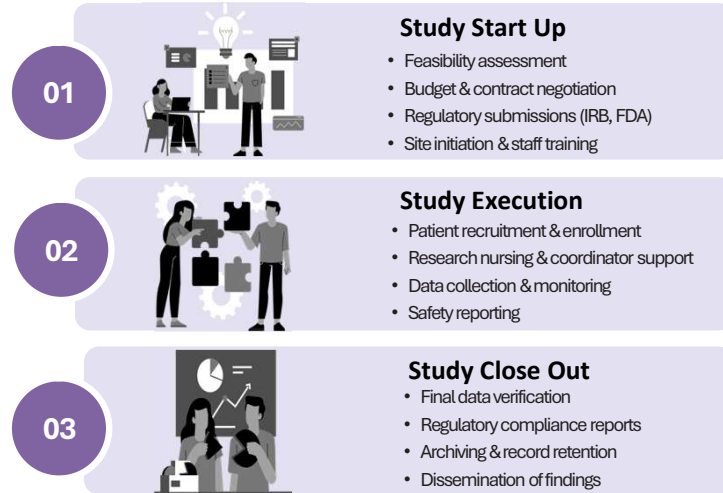 01
Study Start Up
• Feasibility assessment
• Budget & contract negotiation
• Regulatory submissions (IRB, FDA)
• Site initiation & staff training
02
Study Execution
• Patient recruitment & enrollment
• Research nursing & coordinator support
• Data collection & monitoring
• Safety reporting
03
Study Close Out
• Final data verification
• Regulatory compliance reports
• Archiving & record retention
• Dissemination of findings